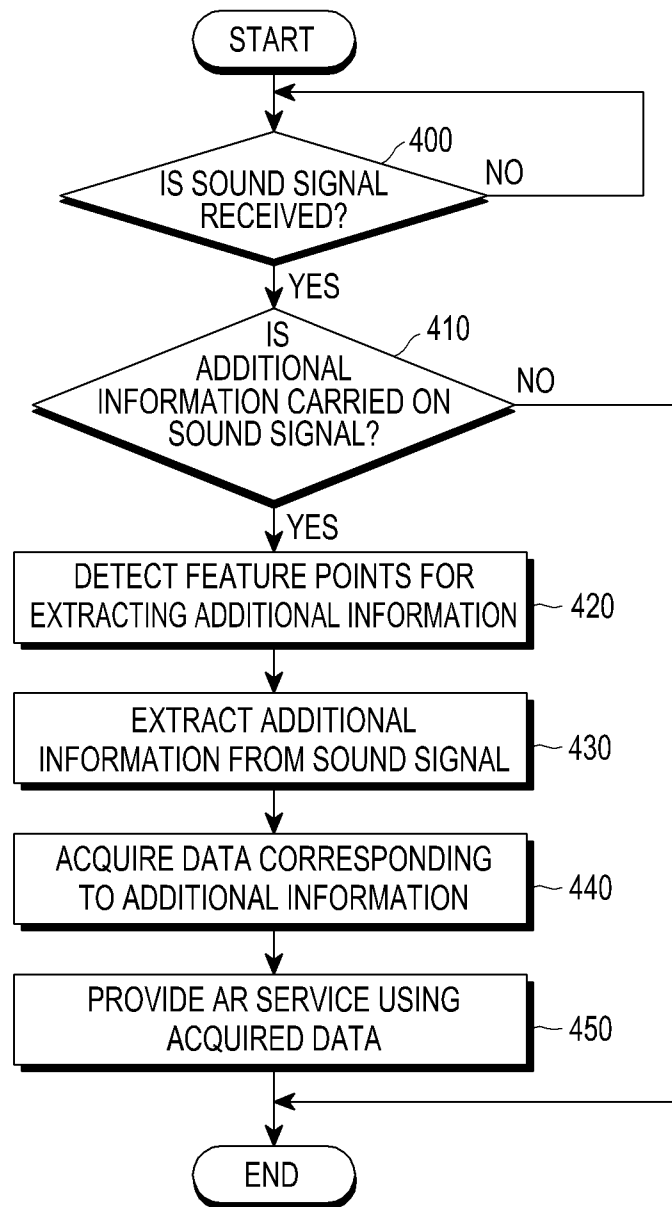 START
400
IS SOUND SIGNAL
RECEIVED?
NO
YES
410
IS
ADDITIONAL
INFORMATION CARRIED ON
SOUND SIGNAL?
NO
YES
DETECT FEATURE POINTS FOR
EXTRACTING ADDITIONAL INFORMATION
420
EXTRACT ADDITIONAL
INFORMATION FROM SOUND SIGNAL
430
ACQUIRE DATA CORRESPONDING
TO ADDITIONAL INFORMATION
440
PROVIDE AR SERVICE USING
ACQUIRED DATA
450
END